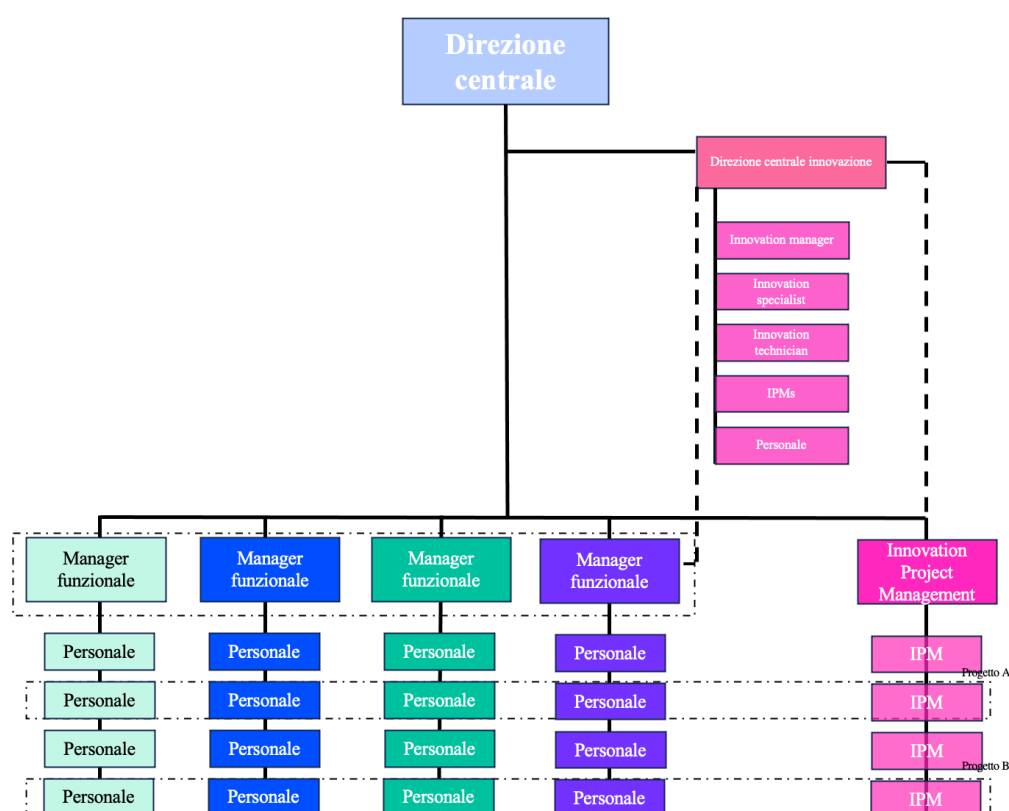 Direzione
centrale
Direzione centrale innovazione
Innovation manager
Innovation
specialist
Innovation
technician
IPMs
Personale
Manager
funzionale
Manager
funzionale
Manager
funzionale
Manager
funzionale
Innovation
Project
Management
Personale
Personale
Personale
Personale
IPM
Progetto A
Personale
Personale
Personale
Personale
IPM
Personale
Personale
Personale
Personale
IPM
Progetto B
Personale
Personale
Personale
Personale
IPM